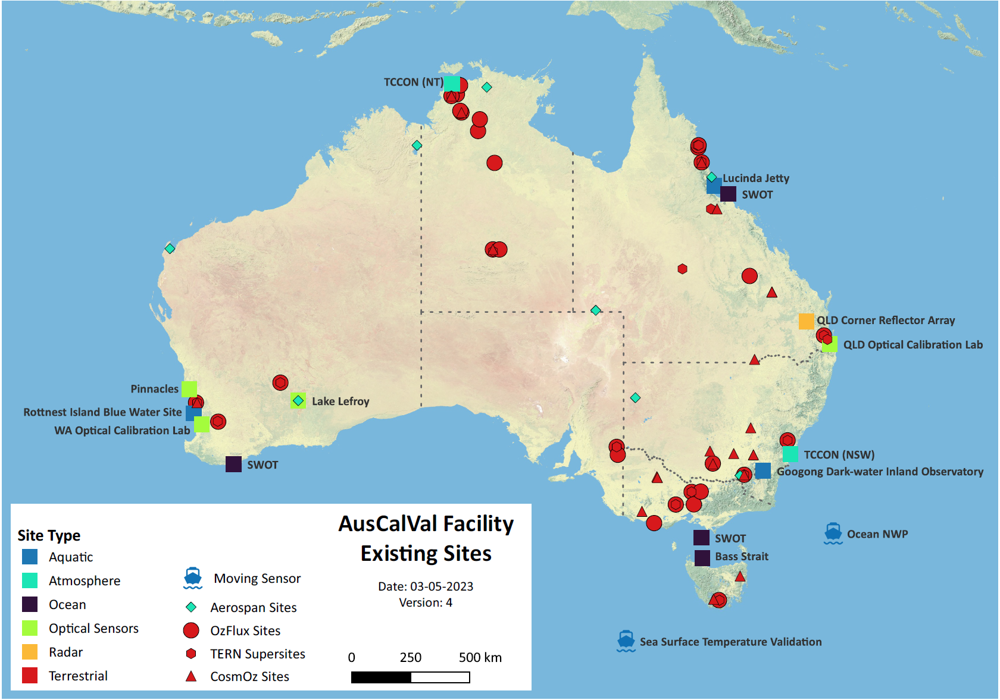 TCCON (NT)
Lucinda Jetty
SWOT
QLD Corner Reflector Array
QLD Optical Calibration Lab
Pinnacles
Lake Lefroy
Rottnest Island Blue Water Site
WA Optical Calibration Lab
SWOT
TCCON (NSW)
Googong Dark-water Inland Observatory
SWOT
Ocean NWP
Bass Strait
Sea Surface Temperature Validation
AusCalVal Facility
Existing Sites
Date: 03-05-2023
Version: 4
Site Type
Aquatic
Atmosphere
Ocean
Optical Sensors
Radar
Terrestrial
Moving Sensor
Aerospan Sites
OzFlux Sites
TERN Supersites
CosmOz Sites
0 250 500 km